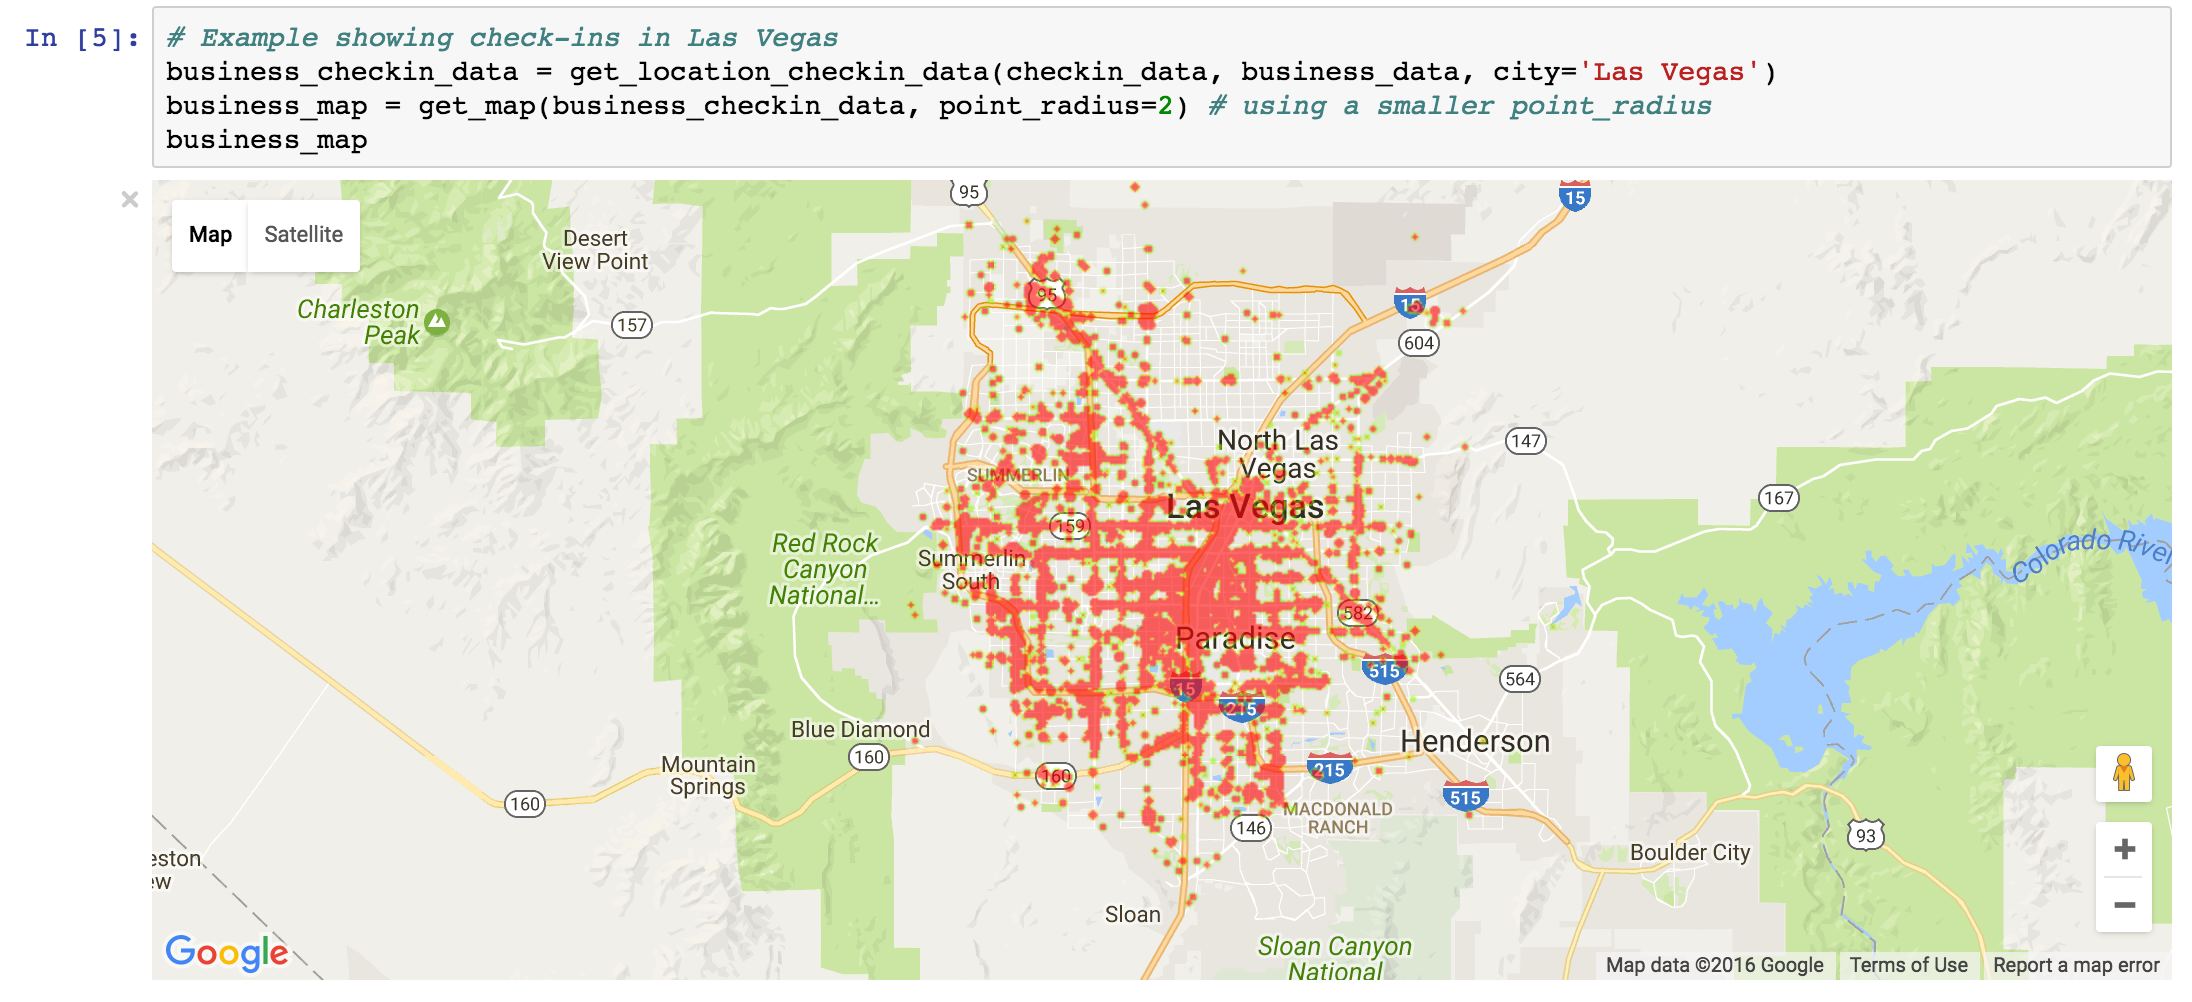 In [5]:
# Example showing check-ins in Las Vegas
business_checkin_data = get_location_checkin_data(checkin_data, business_data, city='Las Vegas')
business_map = get_map(business_checkin_data, point_radius=2) # using a smaller point_radius
business_map
×
Map
Satellite
95
15
Desert
View Point
Charleston
Peak
157
95
15
604
North Las
Vegas
147
SUMMERLIN
Las Vegas
167
159
Red Rock
Canyon
National...
Summerlin
South
Colorado River
582
Paradise
515
564
15
215
Blue Diamond
160
Henderson
Mountain
Springs
160
160
215
515
MACDONALD
RANCH
146
93
eston
ew
Boulder City
Sloan
Sloan Canyon
National
+
−
Google
Map data ©2016 Google
Terms of Use
Report a map error